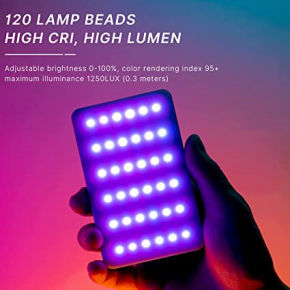 120 LAMP BEADS
HIGH CRI, HIGH LUMEN
Adjustable brightness 0-100%, color rendering index 95+
maximum illuminance 1250LUX (0.3 meters)